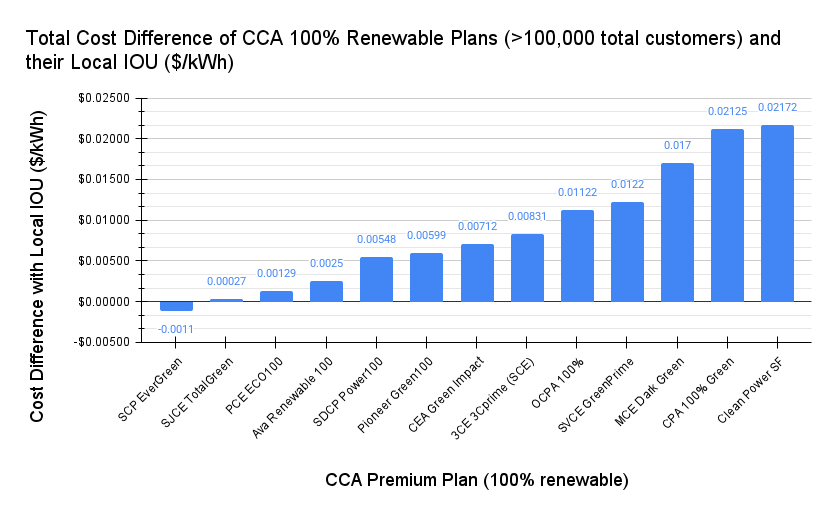 Total Cost Difference of CCA 100% Renewable Plans (>100,000 total customers) and
their Local IOU ($/kWh)
Cost Difference with Local IOU ($/kWh)
$0.02500
$0.02000
$0.01500
$0.01000
$0.00500
$0.00000
-$0.00500
-0.0011
0.00027
0.00129
0.0025
0.00548
0.00599
0.00712
0.00831
0.01122
0.0122
0.017
0.02125
0.02172
SCP EverGreen
SJCE TotalGreen
PCE ECO100
Ava Renewable 100
SDCP Power100
Pioneer Green100
CEA Green Impact
3CE 3Cprime (SCE)
OCPA 100%
SVCE GreenPrime
MCE Dark Green
CPA 100% Green
Clean Power SF
CCA Premium Plan (100% renewable)